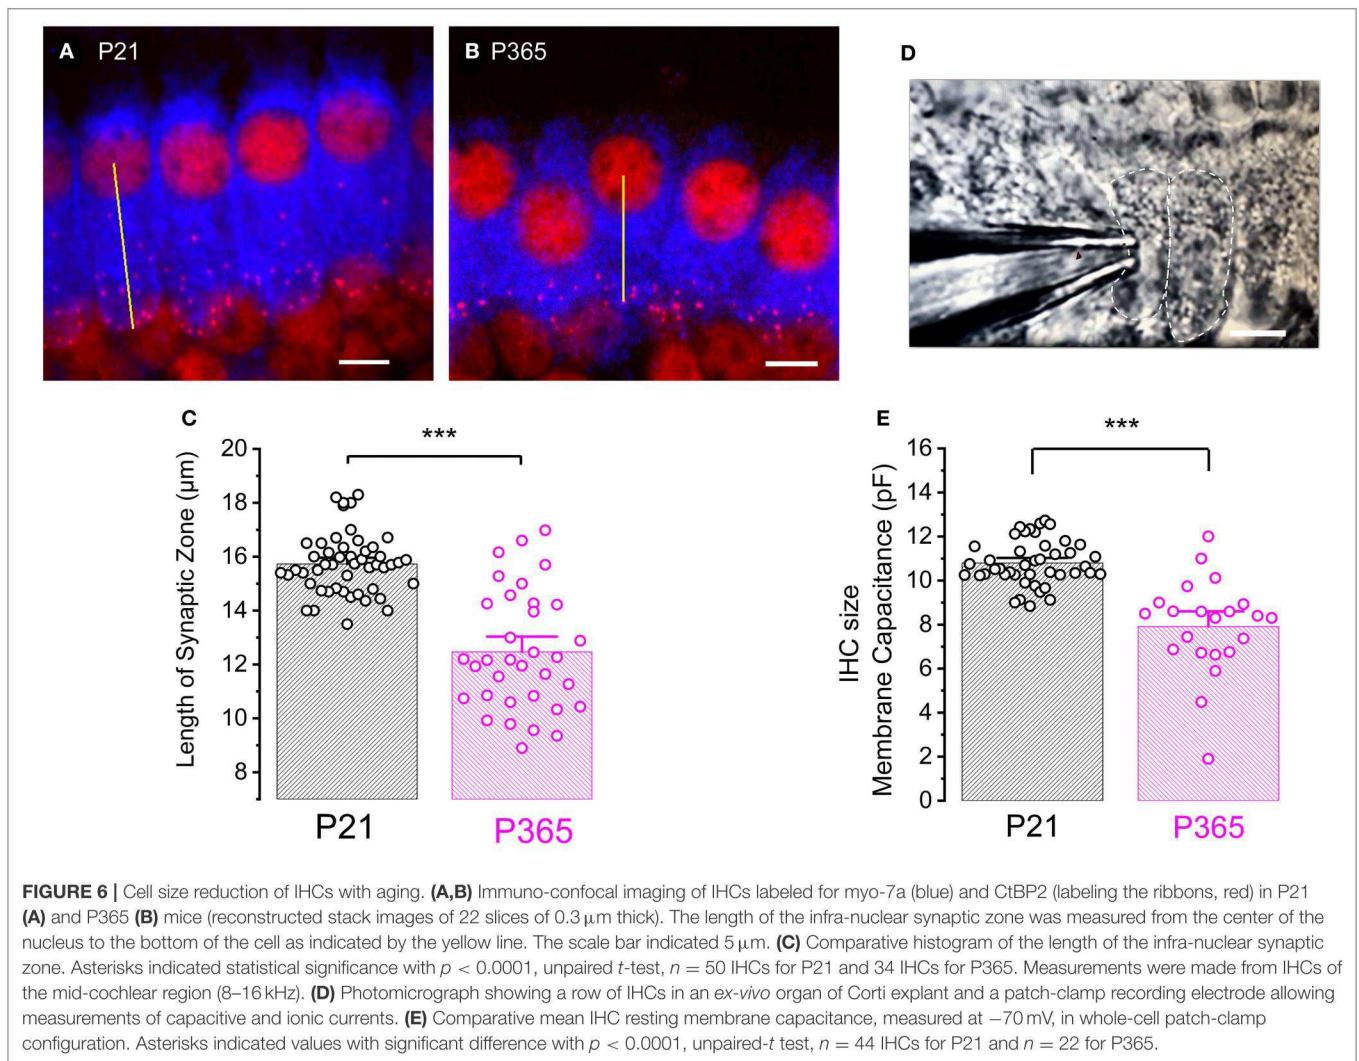 A P21
B P365
D
C
***
Length of Synaptic Zone (µm)
20
18
16
14
12
10
8
P21
P365
E
***
IHC size
Membrane Capacitance (pF)
16
14
12
10
8
6
4
2
0
P21
P365
FIGURE 6 | Cell size reduction of IHCs with aging. (A,B) Immuno-confocal imaging of IHCs labeled for myo-7a (blue) and CtBP2 (labeling the ribbons, red) in P21
(A) and P365 (B) mice (reconstructed stack images of 22 slices of 0.3 µm thick). The length of the infra-nuclear synaptic zone was measured from the center of the
nucleus to the bottom of the cell as indicated by the yellow line. The scale bar indicated 5 µm. (C) Comparative histogram of the length of the infra-nuclear synaptic
zone. Asterisks indicated statistical significance with p < 0.0001, unpaired t-test, n = 50 IHCs for P21 and 34 IHCs for P365. Measurements were made from IHCs of
the mid-cochlear region (8–16 kHz). (D) Photomicrograph showing a row of IHCs in an ex-vivo organ of Corti explant and a patch-clamp recording electrode allowing
measurements of capacitive and ionic currents. (E) Comparative mean IHC resting membrane capacitance, measured at −70 mV, in whole-cell patch-clamp
configuration. Asterisks indicated values with significant difference with p < 0.0001, unpaired-t test, n = 44 IHCs for P21 and n = 22 for P365.